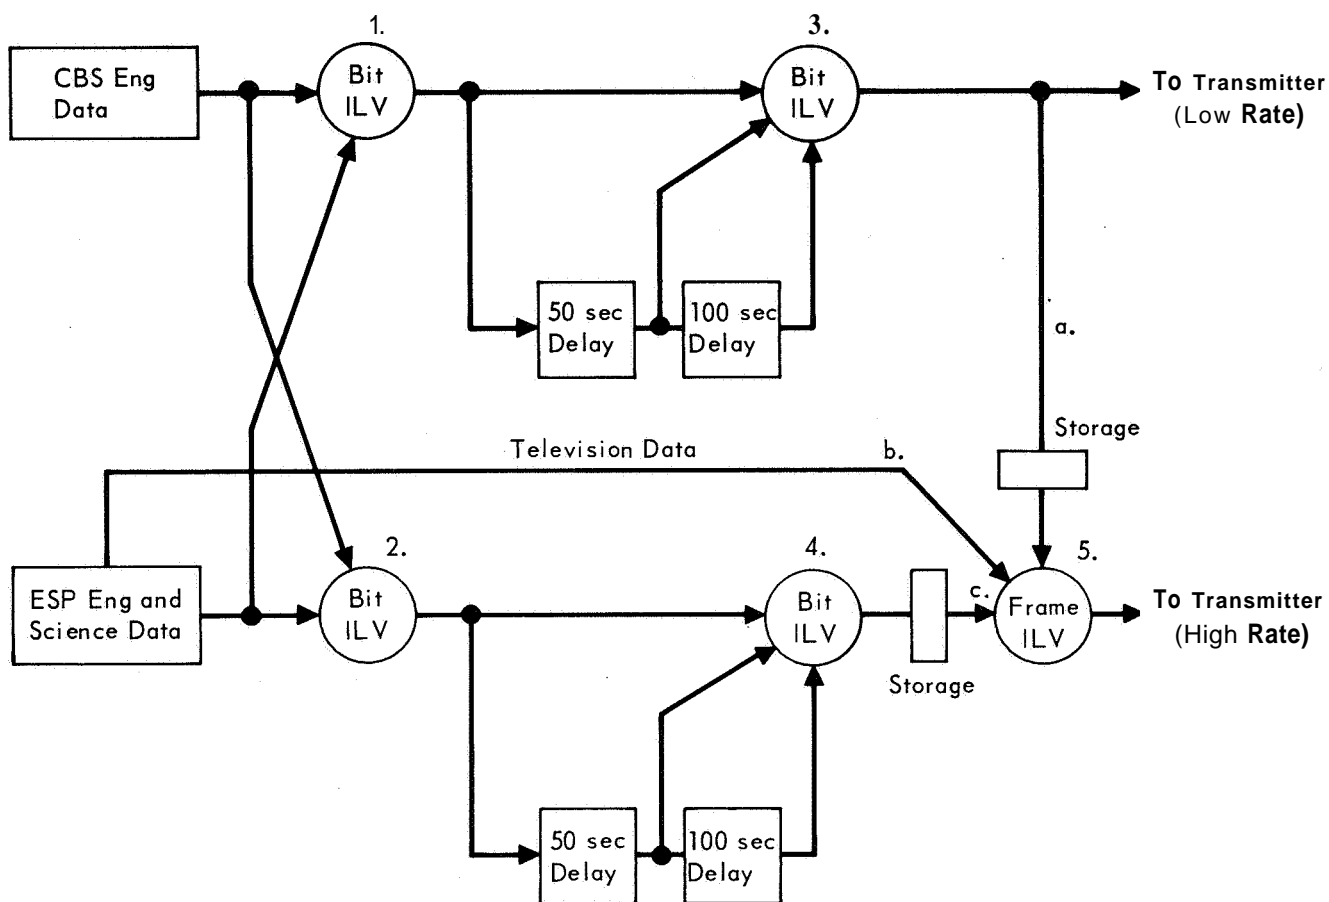 1.
3.
CBS Eng
Data
Bit
ILV
Bit
ILV
To Transmitter
(Low Rate)
50 sec
Delay
100 sec
Delay
a.
Storage
Television Data
b.
2.
4.
5.
ESP Eng and
Science Data
Bit
ILV
Bit
ILV
c.
Frame
ILV
To Transmitter
(High Rate)
Storage
50 sec
Delay
100 sec
Delay